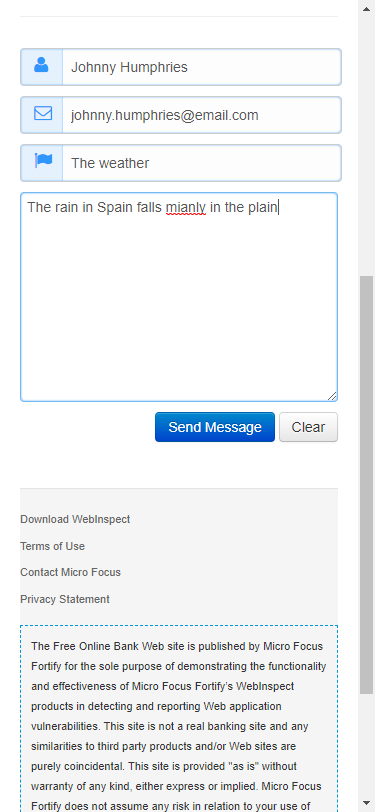 Johnny Humphries
johnny.humphries@email.com
The weather
The rain in Spain falls mianly in the plain
Send Message
Clear
Download WebInspect
Terms of Use
Contact Micro Focus
Privacy Statement
The Free Online Bank Web site is published by Micro Focus
Fortify for the sole purpose of demonstrating the functionality
and effectiveness of Micro Focus Fortify's WebInspect
products in detecting and reporting Web application
vulnerabilities. This site is not a real banking site and any
similarities to third party products and/or Web sites are
purely coincidental. This site is provided "as is" without
warranty of any kind, either express or implied. Micro Focus
Fortify does not assume any risk in relation to your use of